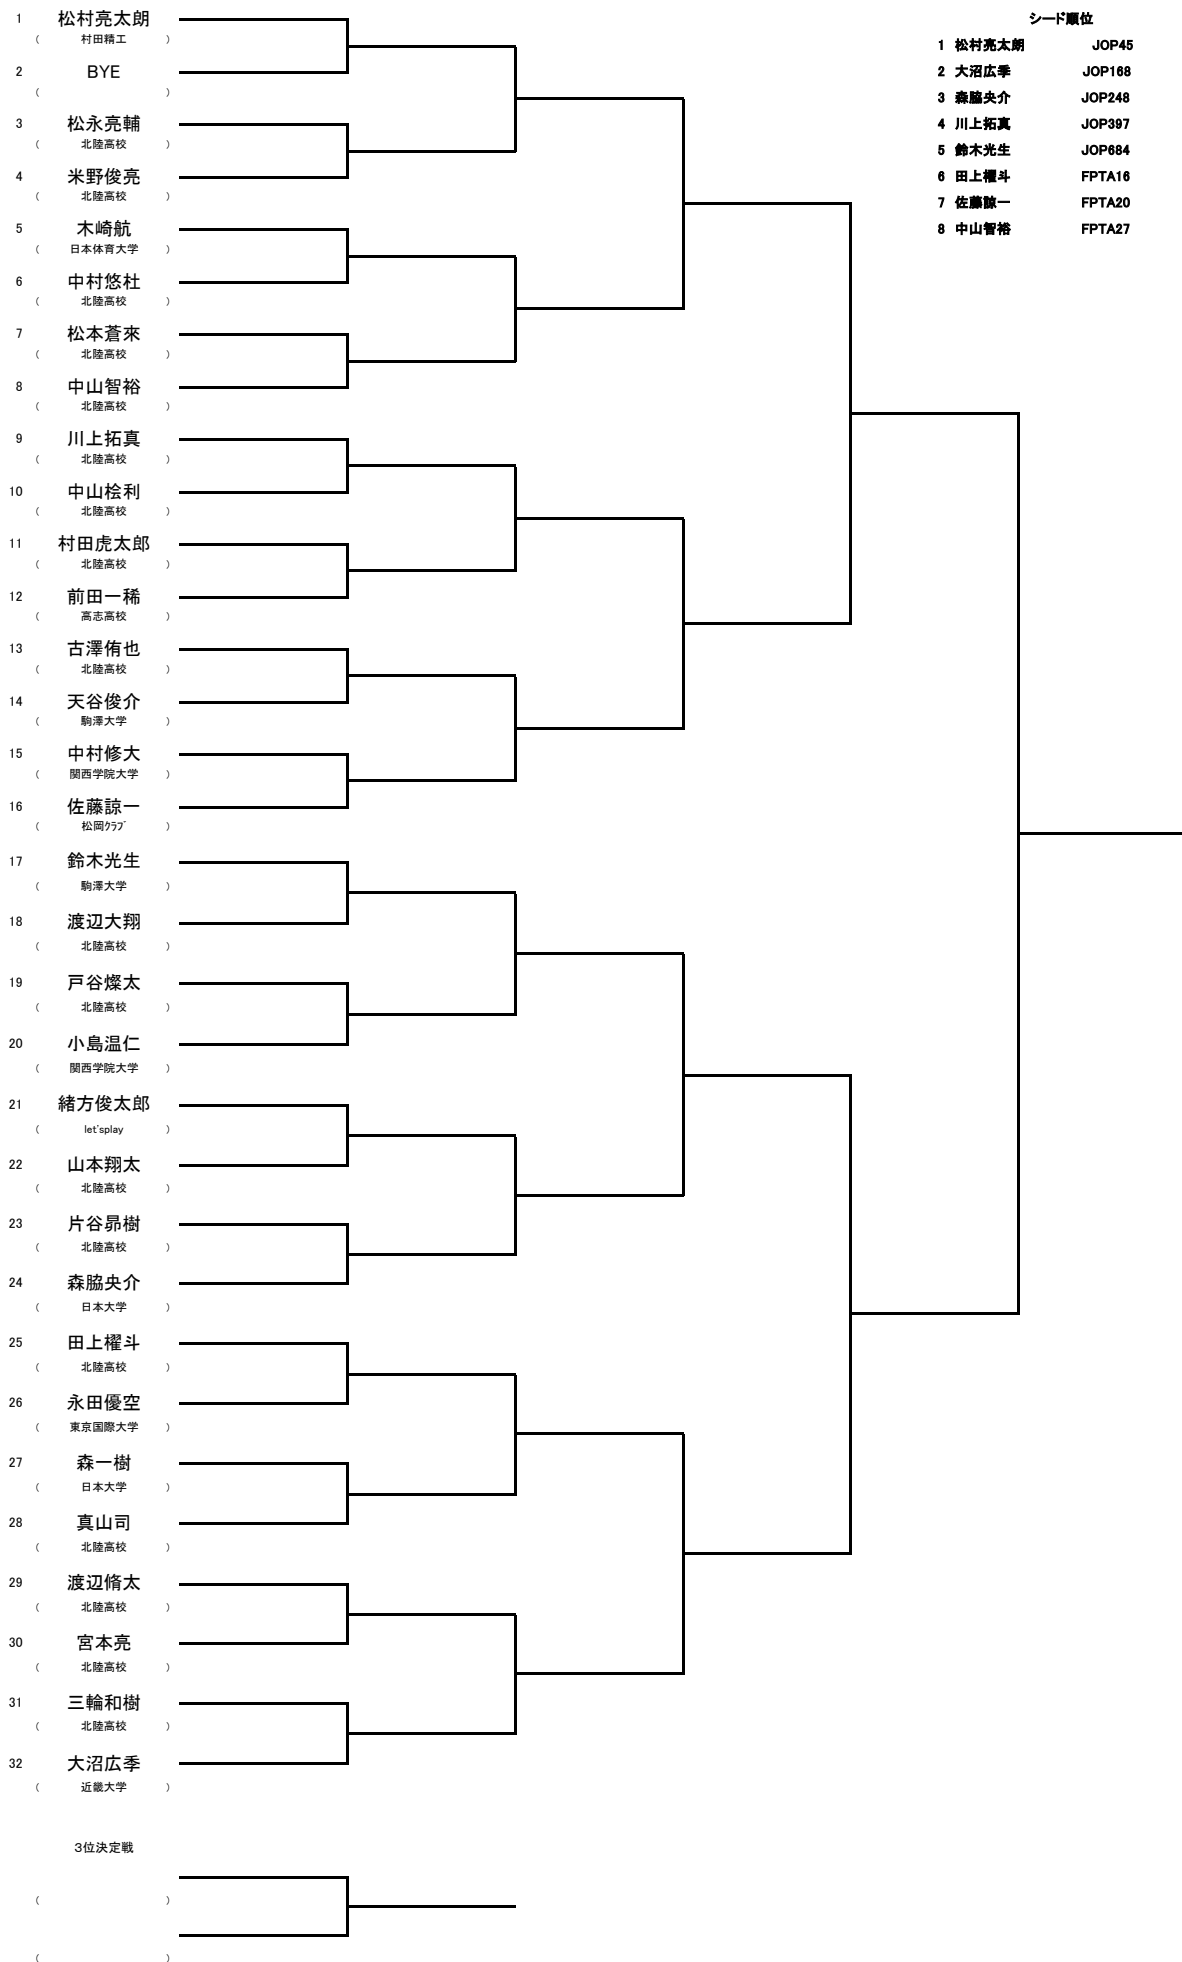 1 松村亮太朗
( 村田精工 )
2 BYE
( )
3 松永亮輔
( 北陸高校 )
4 米野俊亮
( 北陸高校 )
5 木崎航
( 日本体育大学 )
6 中村悠杜
( 北陸高校 )
7 松本蒼來
( 北陸高校 )
8 中山智裕
( 北陸高校 )
9 川上拓真
( 北陸高校 )
10 中山桧利
( 北陸高校 )
11 村田虎太郎
( 北陸高校 )
12 前田一稀
( 高志高校 )
13 古澤侑也
( 北陸高校 )
14 天谷俊介
( 駒澤大学 )
15 中村修大
( 関西学院大学 )
16 佐藤諒一
( 松岡ｸﾗﾌﾞ )
17 鈴木光生
( 駒澤大学 )
18 渡辺大翔
( 北陸高校 )
19 戸谷燦太
( 北陸高校 )
20 小島温仁
( 関西学院大学 )
21 緒方俊太郎
( let'splay )
22 山本翔太
( 北陸高校 )
23 片谷昴樹
( 北陸高校 )
24 森脇央介
( 日本大学 )
25 田上櫂斗
( 北陸高校 )
26 永田優空
( 東京国際大学 )
27 森一樹
( 日本大学 )
28 真山司
( 北陸高校 )
29 渡辺脩太
( 北陸高校 )
30 宮本亮
( 北陸高校 )
31 三輪和樹
( 北陸高校 )
32 大沼広季
( 近畿大学 )
3位決定戦
( )
( )
シード順位
1 松村亮太朗 JOP45
2 大沼広季 JOP168
3 森脇央介 JOP248
4 川上拓真 JOP397
5 鈴木光生 JOP684
6 田上櫂斗 FPTA16
7 佐藤諒一 FPTA20
8 中山智裕 FPTA27